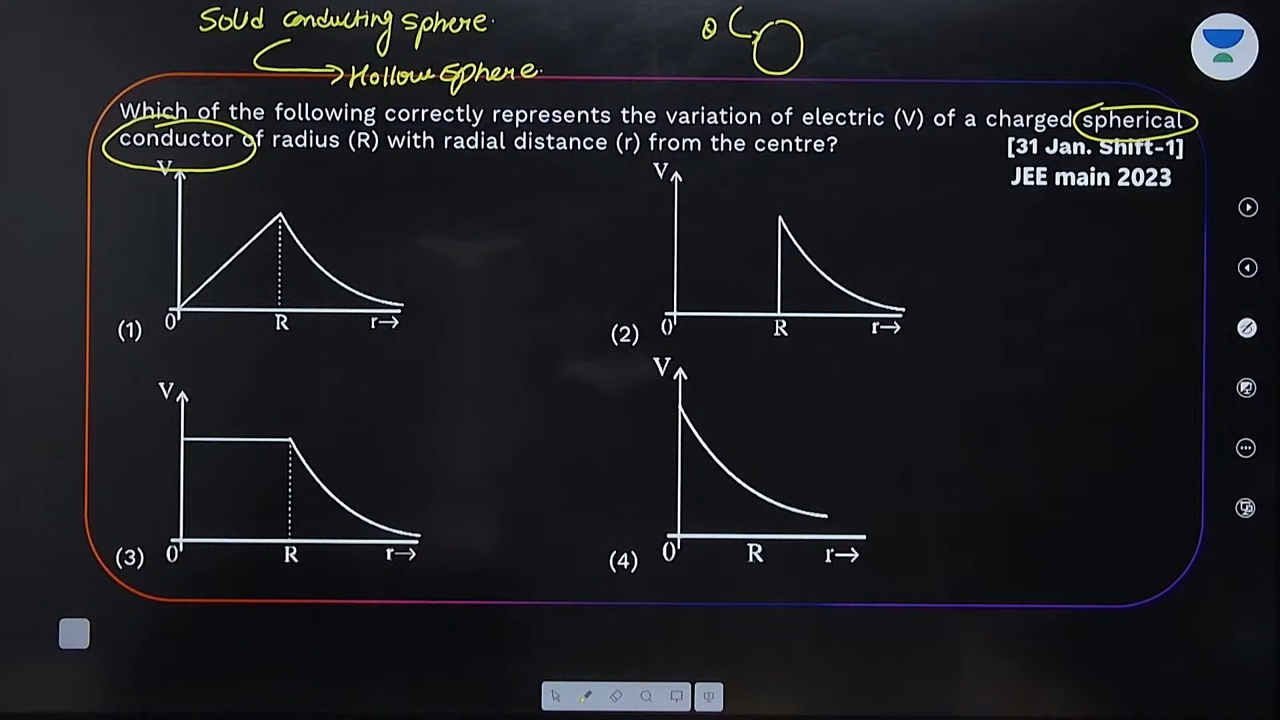 Solid conducting sphere.
→ Hollow sphere.
Q
Which of the following correctly represents the variation of electric (V) of a charged spherical
conductor of radius (R) with radial distance (r) from the centre?
[31 Jan. Shift-1]
JEE main 2023
V
0 R r→
(1)
V
0 R r→
(2)
V
0 R r→
(3)
V
0 R r→
(4)